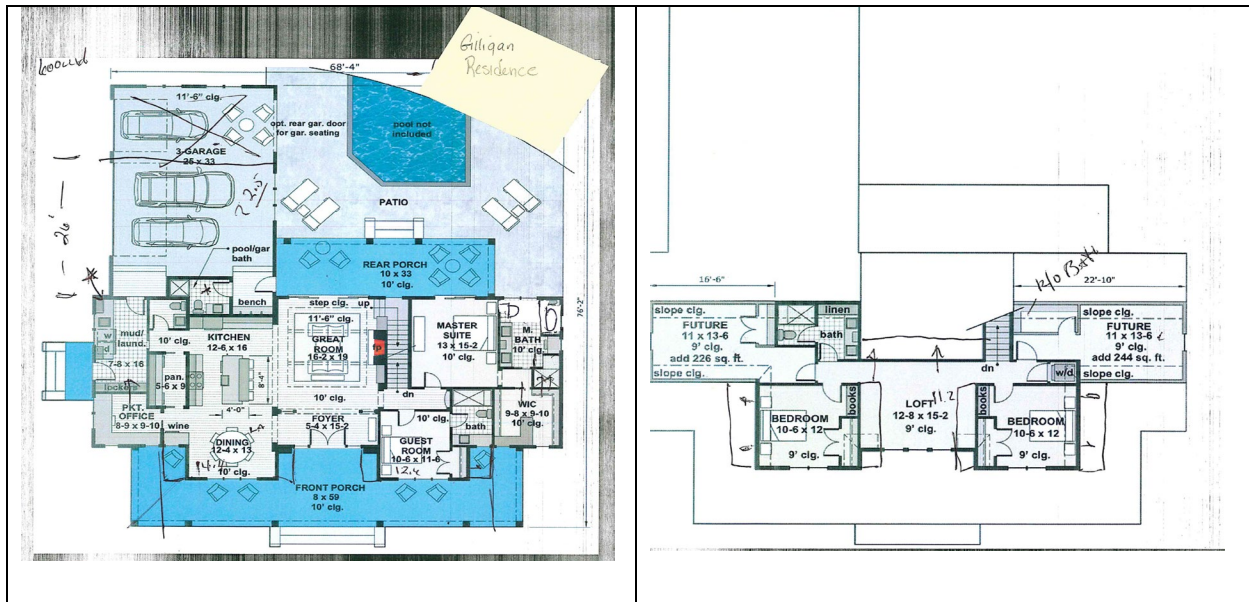 Gilligan
Residence
68'-4"
11'-6" clg.
opt. rear gar. door
for gar. seating
pool not
included
3-GARAGE
25 x 33
26'
PATIO
76'-2"
pool/gar
bath
REAR PORCH
10 x 33
10' clg.
bench
step clg.
up
11'-6" clg.
w
d
mud/
laund.
7-8 x 16
lockers
10' clg.
KITCHEN
12-6 x 16
GREAT
ROOM
16-2 x 19
fp
MASTER
SUITE
13 x 15-2
10' clg.
M.
BATH
10' clg.
pan.
5-6 x 9
8'-4"
4'-0"
10' clg.
dn
PKT.
OFFICE
8-9 x 9-10
wine
FOYER
5-4 x 15-2
10' clg.
bath
WIC
9-8 x 9-10
10' clg.
DINING
12-4 x 13
10' clg.
GUEST
ROOM
10-6 x 11-6
12.4
FRONT PORCH
8 x 59
10' clg.
16'-6"
22'-10"
slope clg.
FUTURE
11 x 13-6
9' clg.
add 226 sq. ft.
slope clg.
linen
bath
slope clg.
FUTURE
11 x 13-6
9' clg.
add 244 sq. ft.
slope clg.
dn
w/d
books
LOFT
12-8 x 15-2
9' clg.
11.2
books
BEDROOM
10-6 x 12
9' clg.
BEDROOM
10-6 x 12
9' clg.